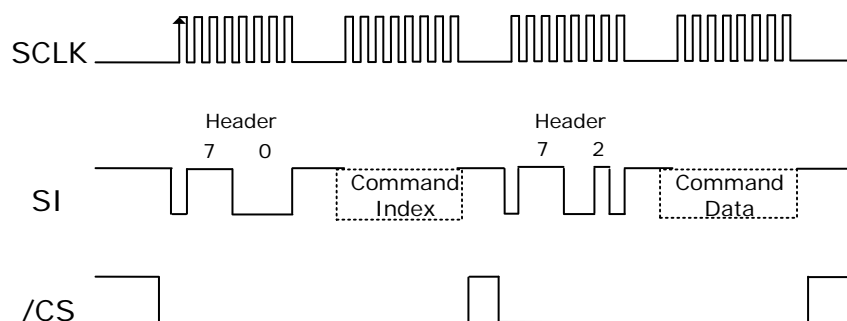 SCLK
Header Header
7 0 7 2
SI
Command Index
Command Data
/CS